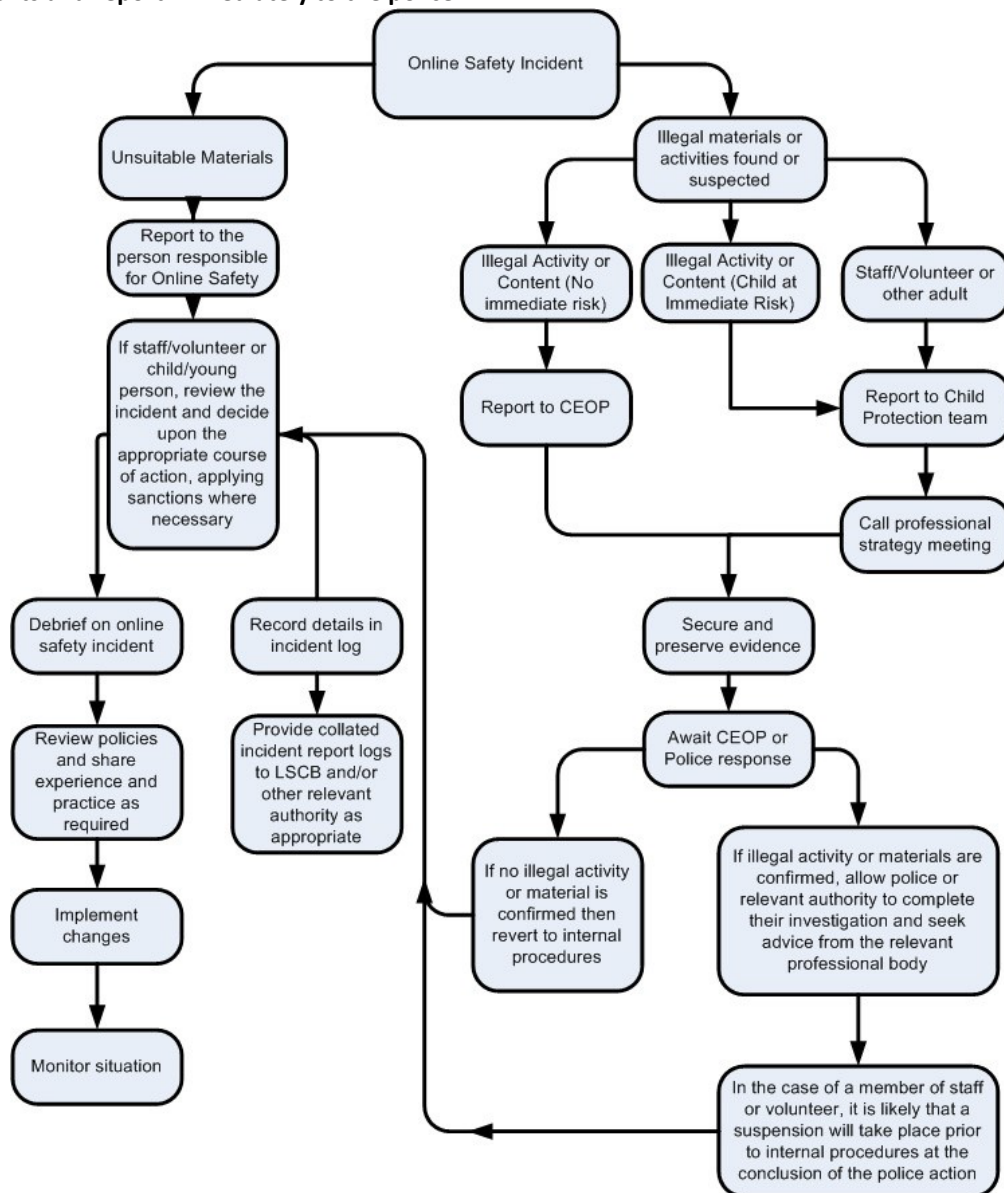 Online Safety Incident
Unsuitable Materials
Report to the
person responsible
for Online Safety
If staff/volunteer or
child/young
person, review the
incident and decide
upon the
appropriate course
of action, applying
sanctions where
necessary
Debrief on online
safety incident
Review policies
and share
experience and
practice as
required
Implement
changes
Monitor situation
Record details in
incident log
Provide collated
incident report logs
to LSCB and/or
other relevant
authority as
appropriate
Illegal materials or
activities found or
suspected
Illegal Activity or
Content (No
immediate risk)
Illegal Activity or
Content (Child at
Immediate Risk)
Staff/Volunteer or
other adult
Report to CEOP
Report to Child
Protection team
Call professional
strategy meeting
Secure and
preserve evidence
Await CEOP or
Police response
If no illegal activity
or material is
confirmed then
revert to internal
procedures
If illegal activity or materials are
confirmed, allow police or
relevant authority to complete
their investigation and seek
advice from the relevant
professional body
In the case of a member of staff
or volunteer, it is likely that a
suspension will take place prior
to internal procedures at the
conclusion of the police action